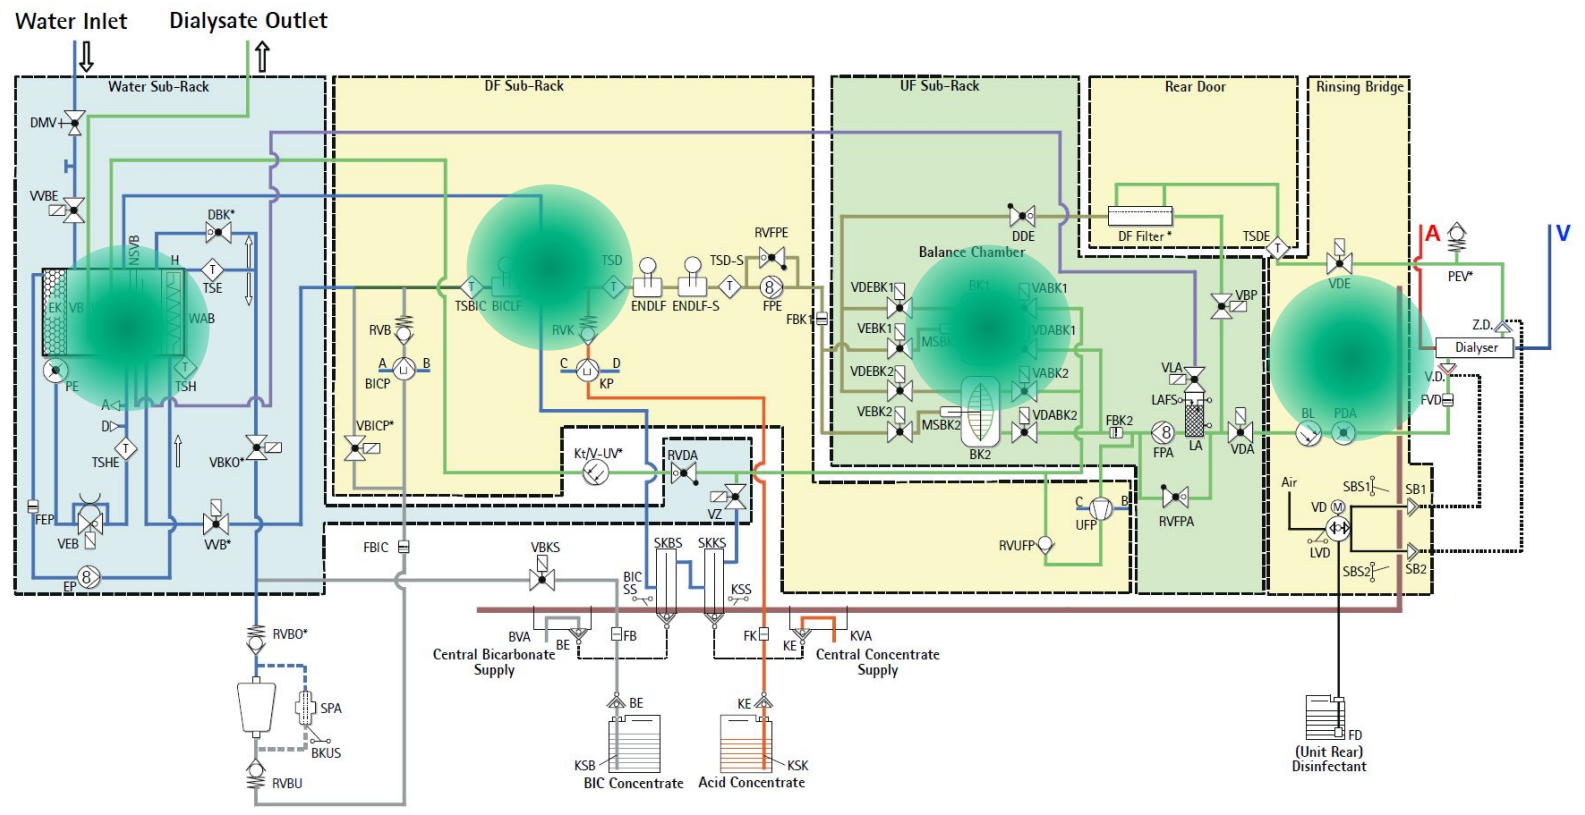 Water Inlet
Dialysate Outlet
Water Sub-Rack
DF Sub-Rack
UF Sub-Rack
Rear Door
Rinsing Bridge
DMV
VVBE
DBK*
NSVB
H
TSE
EK
VB
WAB
PE
TSH
A
D
TSHE
VBKO*
FEP
VEB
VVB*
EP
RVFPE
TSD
TSD-S
TSBIC
BICLF
ENDLF
ENDLF-S
FPE
RVB
RVK
A
B
BICP
C
D
KP
VBICP*
Kt/V-UV*
RVDA
VZ
FBIC
FBK1
DDE
Balance Chamber
VDEBK1
BK1
VABK1
VEBK1
MSBK
VDABK1
VDEBK2
VABK2
VEBK2
MSBK2
VDABK2
BK2
FBK2
C
B
UFP
RVUFP
DF Filter *
TSDE
VBP
VLA
LAFS
FPA
LA
VDA
RVFPA
A
V
PEV*
VDE
Z.D.
Dialyser
V.D.
FVD
BL
PDA
Air
SBS1
SB1
VD
M
LVD
SBS2
SB2
VBKS
SKBS
SKKS
BIC
SS
KSS
BVA
BE
FB
FK
KE
KVA
Central Bicarbonate
Supply
Central Concentrate
Supply
RVBO*
SPA
BKUS
RVBU
BE
KE
KSB
KSK
BIC Concentrate
Acid Concentrate
FD
(Unit Rear)
Disinfectant